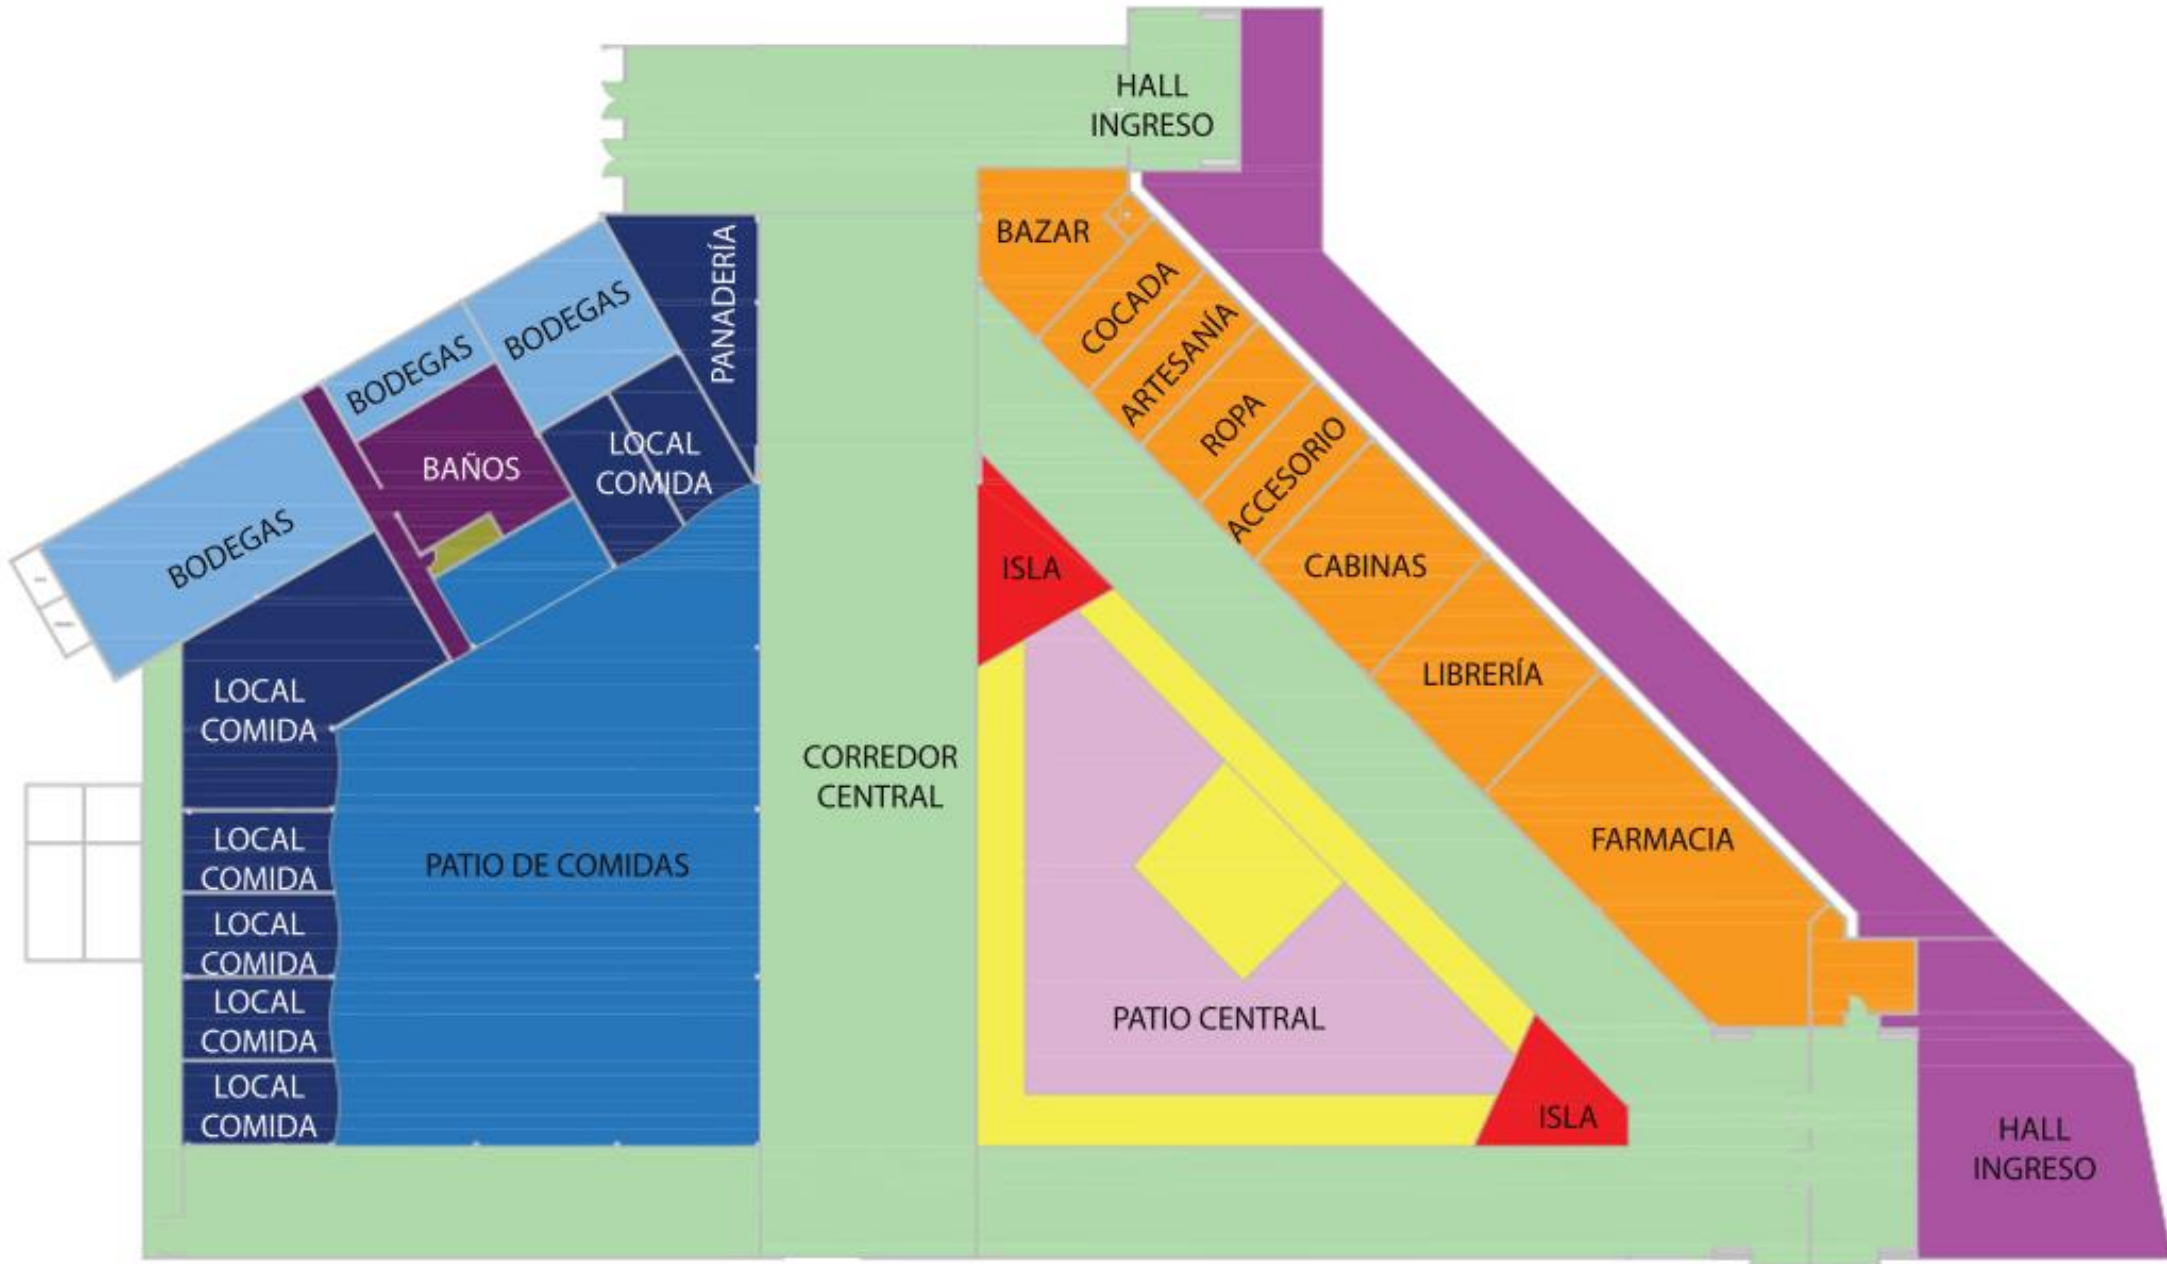 HALL
INGRESO
BAZAR
COCADA
ARTESANÍA
ROPA
ACCESORIO
CABINAS
LIBRERÍA
FARMACIA
PANADERÍA
BODEGAS
BODEGAS
BODEGAS
BAÑOS
LOCAL
COMIDA
LOCAL
COMIDA
LOCAL
COMIDA
LOCAL
COMIDA
LOCAL
COMIDA
LOCAL
COMIDA
PATIO DE COMIDAS
CORREDOR
CENTRAL
ISLA
PATIO CENTRAL
ISLA
HALL
INGRESO